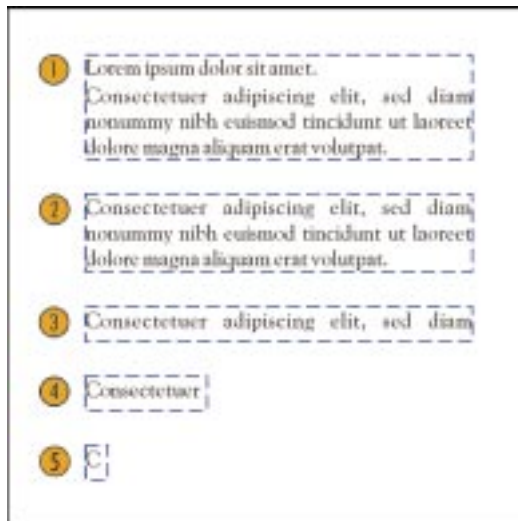 1 Lorem ipsum dolor sit amet.
Consectetuer adipiscing elit, sed diam
nonummy nibh euismod tincidunt ut laoreet
dolore magna aliquam erat volutpat.
2 Consectetuer adipiscing elit, sed diam
nonummy nibh euismod tincidunt ut laoreet
dolore magna aliquam erat volutpat.
3 Consectetuer adipiscing elit, sed diam
4 Consectetuer
5 C